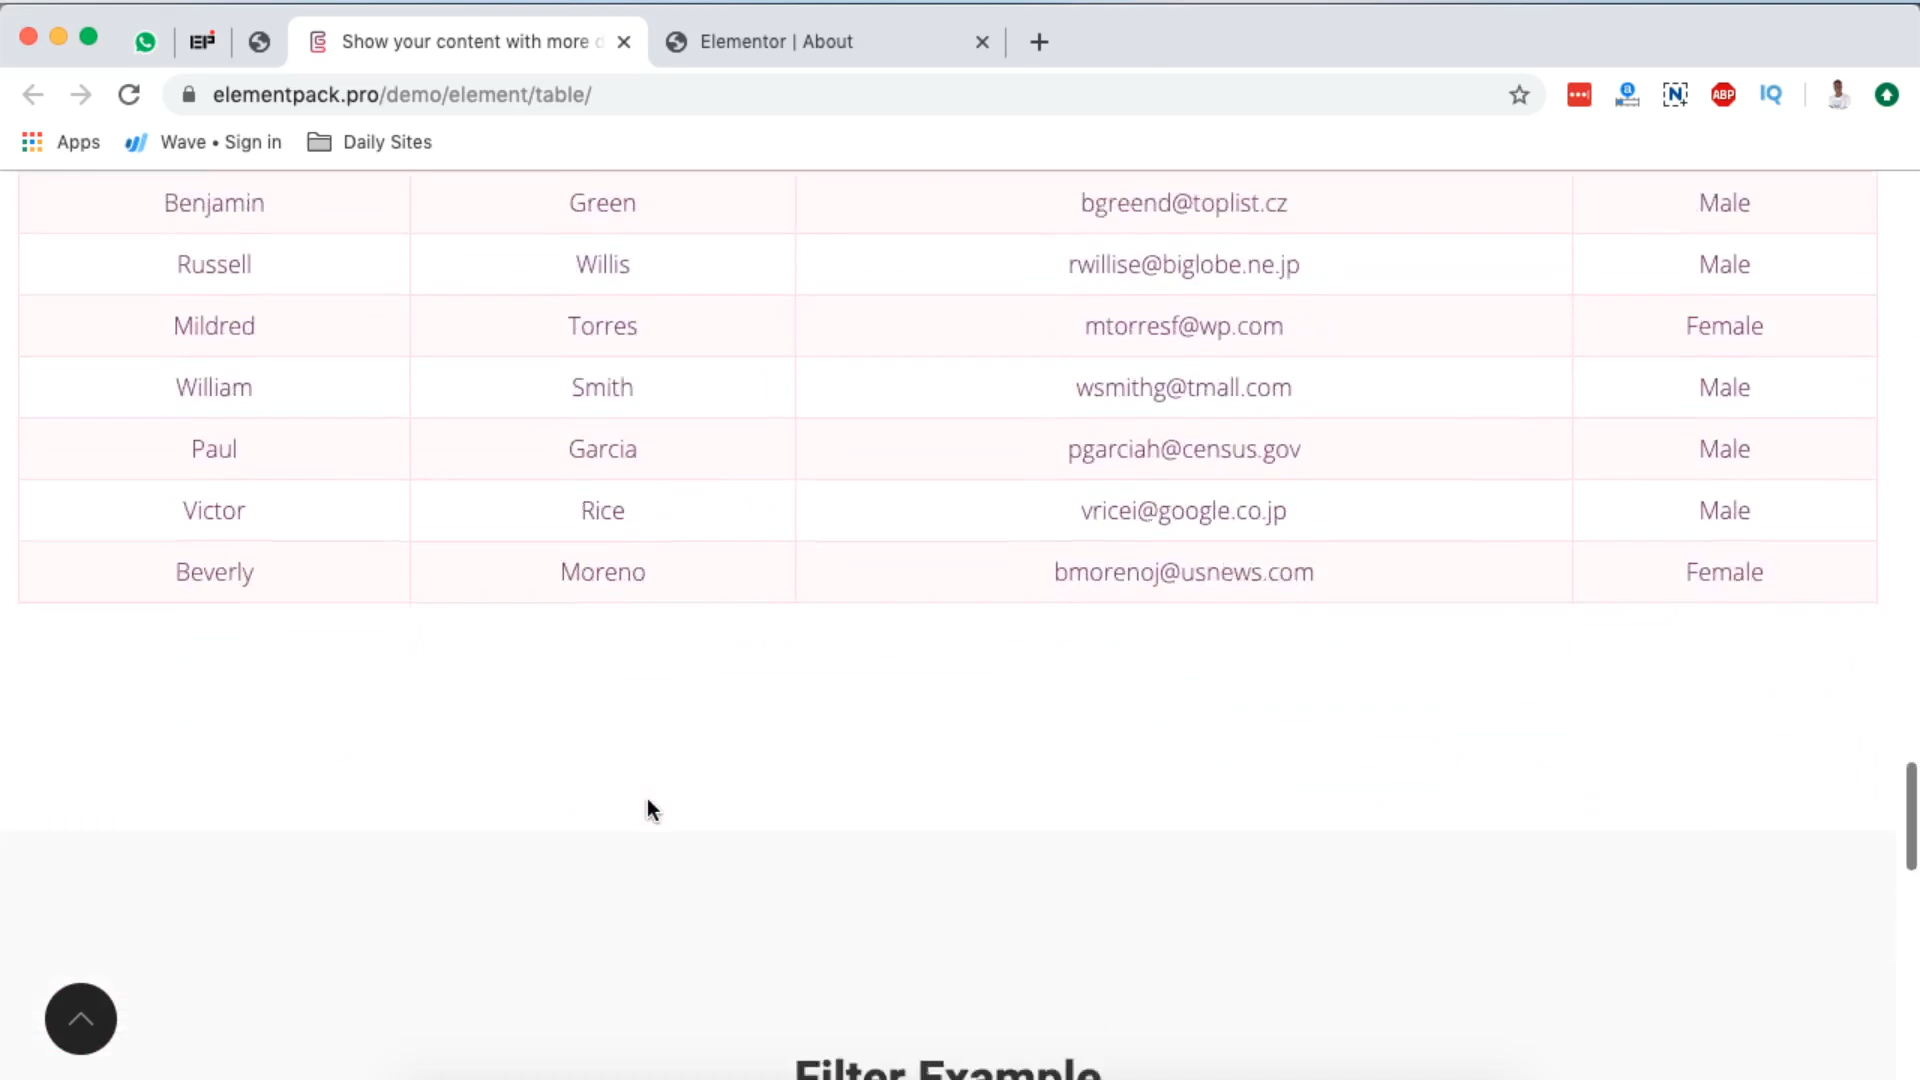 EP
Show your content with more
Elementor | About
elementpack.pro/demo/element/table/
N
ABP
IQ
Apps
Wave • Sign in
Daily Sites
Benjamin Green bgreend@toplist.cz Male
Russell Willis rwillise@biglobe.ne.jp Male
Mildred Torres mtorresf@wp.com Female
William Smith wsmithg@tmall.com Male
Paul Garcia pgarciah@census.gov Male
Victor Rice vricei@google.co.jp Male
Beverly Moreno bmorenoj@usnews.com Female
Filter Example